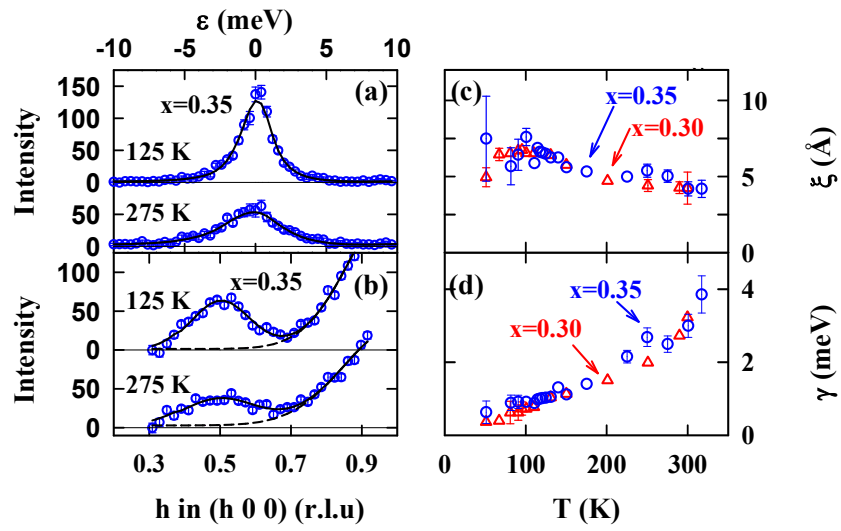 ε (meV)
-10 -5 0 5 10
Intensity
150
100
50
0
50
0
x=0.35
(a)
125 K
275 K
Intensity
100
50
0
50
0
x=0.35
(b)
125 K
275 K
0.3 0.5 0.7 0.9
h in (h 0 0) (r.l.u)
(c)
x=0.35
x=0.30
10
5
0
ξ (Å)
(d)
x=0.35
x=0.30
4
2
0
γ (meV)
0 100 200 300
T (K)